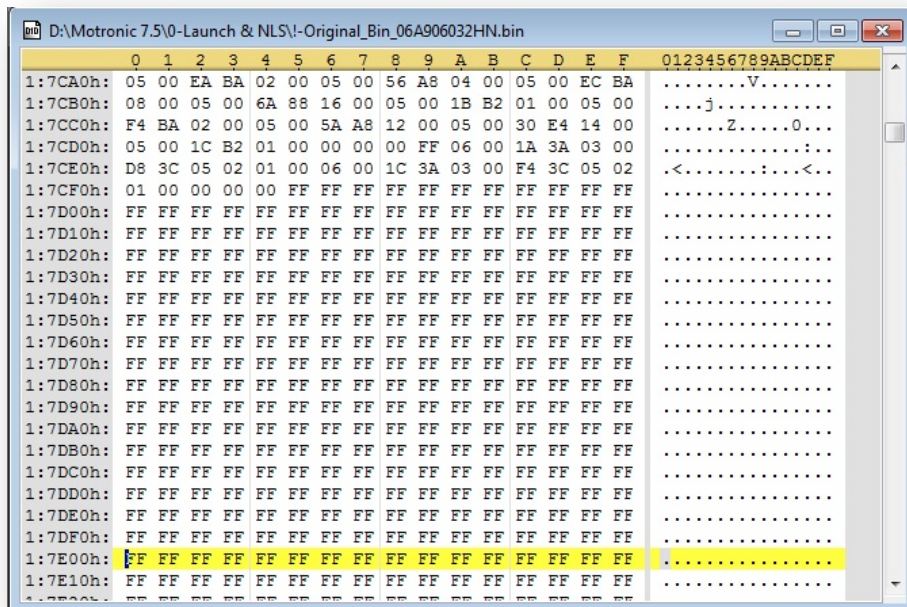 D:\Motronic 7.5\0-Launch & NLS\!-Original_Bin_06A906032HN.bin
0 1 2 3 4 5 6 7 8 9 A B C D E F 0123456789ABCDEF
1:7CA0h: 05 00 EA BA 02 00 05 00 56 A8 04 00 05 00 EC BA ........V.......
1:7CB0h: 08 00 05 00 6A 88 16 00 05 00 1B B2 01 00 05 00 ....j...........
1:7CC0h: F4 BA 02 00 05 00 5A A8 12 00 05 00 30 E4 14 00 ......Z.....0...
1:7CD0h: 05 00 1C B2 01 00 00 00 00 FF 06 00 1A 3A 03 00 .............:..
1:7CE0h: D8 3C 05 02 01 00 06 00 1C 3A 03 00 F4 3C 05 02 .<.......:...<..
1:7CF0h: 01 00 00 00 00 FF FF FF FF FF FF FF FF FF FF FF ................
1:7D00h: FF FF FF FF FF FF FF FF FF FF FF FF FF FF FF FF ................
1:7D10h: FF FF FF FF FF FF FF FF FF FF FF FF FF FF FF FF ................
1:7D20h: FF FF FF FF FF FF FF FF FF FF FF FF FF FF FF FF ................
1:7D30h: FF FF FF FF FF FF FF FF FF FF FF FF FF FF FF FF ................
1:7D40h: FF FF FF FF FF FF FF FF FF FF FF FF FF FF FF FF ................
1:7D50h: FF FF FF FF FF FF FF FF FF FF FF FF FF FF FF FF ................
1:7D60h: FF FF FF FF FF FF FF FF FF FF FF FF FF FF FF FF ................
1:7D70h: FF FF FF FF FF FF FF FF FF FF FF FF FF FF FF FF ................
1:7D80h: FF FF FF FF FF FF FF FF FF FF FF FF FF FF FF FF ................
1:7D90h: FF FF FF FF FF FF FF FF FF FF FF FF FF FF FF FF ................
1:7DA0h: FF FF FF FF FF FF FF FF FF FF FF FF FF FF FF FF ................
1:7DB0h: FF FF FF FF FF FF FF FF FF FF FF FF FF FF FF FF ................
1:7DC0h: FF FF FF FF FF FF FF FF FF FF FF FF FF FF FF FF ................
1:7DD0h: FF FF FF FF FF FF FF FF FF FF FF FF FF FF FF FF ................
1:7DE0h: FF FF FF FF FF FF FF FF FF FF FF FF FF FF FF FF ................
1:7DF0h: FF FF FF FF FF FF FF FF FF FF FF FF FF FF FF FF ................
1:7E00h: FF FF FF FF FF FF FF FF FF FF FF FF FF FF FF FF ................
1:7E10h: FF FF FF FF FF FF FF FF FF FF FF FF FF FF FF FF ................